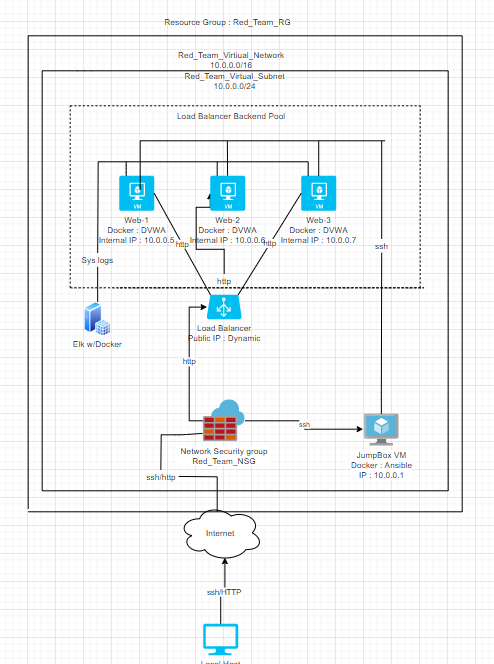 Resource Group : Red_Team_RG
Red_Team_Virtiual_Network
10.0.0.0/16
Red_Team_Virtual_Subnet
10.0.0.0/24
Load Balancer Backend Pool
VM
VM
VM
Web-1
Docker : DVWA
Internal IP : 10.0.0.5
Web-2
Docker : DVWA
Internal IP : 10.0.0.6
Web-3
Docker : DVWA
Internal IP : 10.0.0.7
http
http
ssh
Sys logs
http
Elk w/Docker
Load Balancer
Public IP : Dynamic
http
ssh
Network Security group
Red_Team_NSG
JumpBox VM
Docker : Ansible
IP : 10.0.0.1
ssh/http
Internet
ssh/HTTP
Local Host